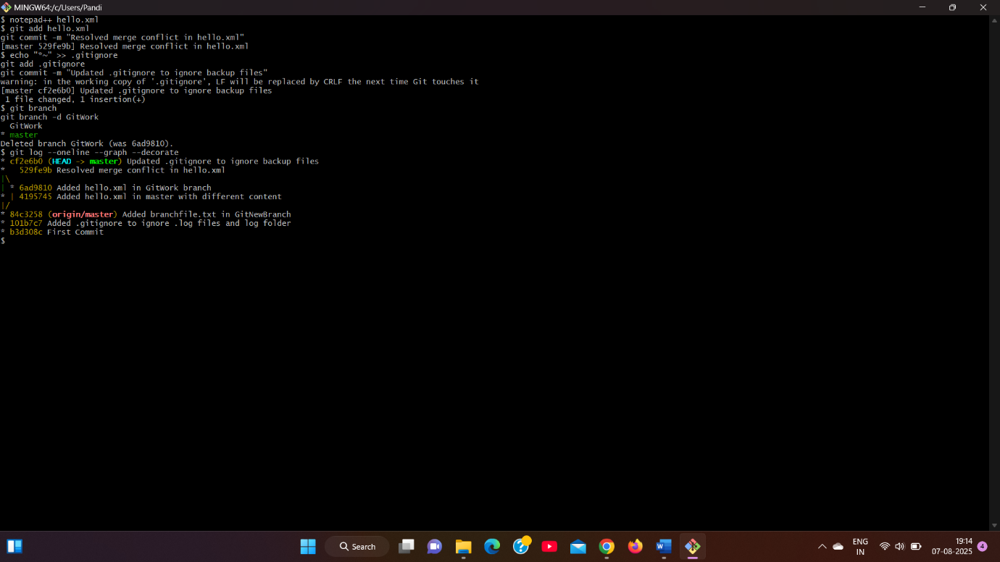 MINGW64:/c/Users/Pandi
$ notepad++ hello.xml
$ git add hello.xml
git commit -m "Resolved merge conflict in hello.xml"
[master 529fe9b] Resolved merge conflict in hello.xml
$ echo "*~" >> .gitignore
git add .gitignore
git commit -m "Updated .gitignore to ignore backup files"
warning: in the working copy of '.gitignore', LF will be replaced by CRLF the next time Git touches it
[master cf2e6b0] Updated .gitignore to ignore backup files
 1 file changed, 1 insertion(+)
$ git branch
git branch -d GitWork
  GitWork
* master
Deleted branch GitWork (was 6ad9810).
$ git log --oneline --graph --decorate
* cf2e6b0 (HEAD -> master) Updated .gitignore to ignore backup files
*   529fe9b Resolved merge conflict in hello.xml
|\
| * 6ad9810 Added hello.xml in GitWork branch
* | 4195745 Added hello.xml in master with different content
|/
* 84c3258 (origin/master) Added branchfile.txt in GitNewBranch
* 101b7c7 Added .gitignore to ignore .log files and log folder
* b3d308c First Commit
$
Search
ENG
IN
19:14
07-08-2025
4